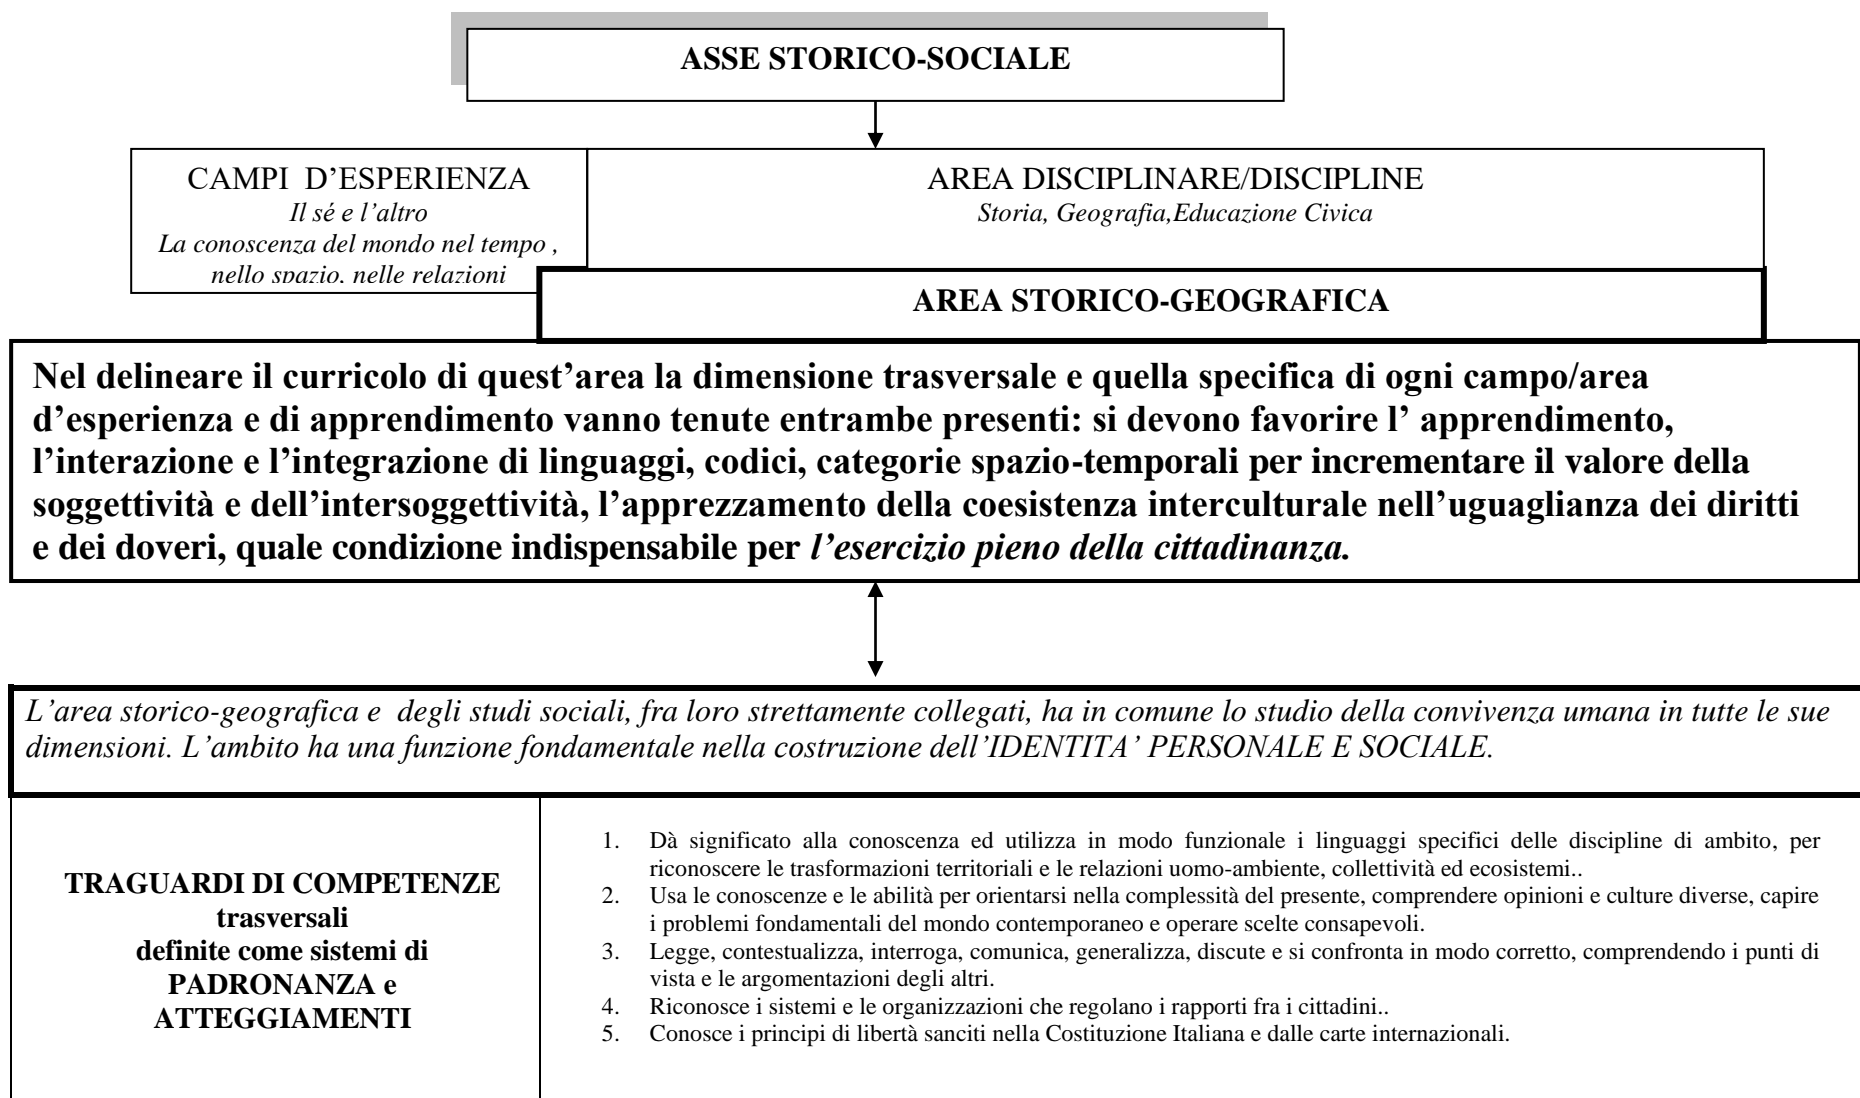 ASSE STORICO-SOCIALE
CAMPI D’ESPERIENZA
Il sé e l’altro
La conoscenza del mondo nel tempo ,
nello spazio, nelle relazioni
AREA DISCIPLINARE/DISCIPLINE
Storia, Geografia,Educazione Civica
AREA STORICO-GEOGRAFICA
Nel delineare il curricolo di quest’area la dimensione trasversale e quella specifica di ogni campo/area
d’esperienza e di apprendimento vanno tenute entrambe presenti: si devono favorire l’ apprendimento,
l’interazione e l’integrazione di linguaggi, codici, categorie spazio-temporali per incrementare il valore della
soggettività e dell’intersoggettività, l’apprezzamento della coesistenza interculturale nell’uguaglianza dei diritti
e dei doveri, quale condizione indispensabile per l’esercizio pieno della cittadinanza.
L’area storico-geografica e degli studi sociali, fra loro strettamente collegati, ha in comune lo studio della convivenza umana in tutte le sue
dimensioni. L’ambito ha una funzione fondamentale nella costruzione dell’IDENTITA’ PERSONALE E SOCIALE.
TRAGUARDI DI COMPETENZE
trasversali
definite come sistemi di
PADRONANZA e
ATTEGGIAMENTI
1. Dà significato alla conoscenza ed utilizza in modo funzionale i linguaggi specifici delle discipline di ambito, per
riconoscere le trasformazioni territoriali e le relazioni uomo-ambiente, collettività ed ecosistemi..
2. Usa le conoscenze e le abilità per orientarsi nella complessità del presente, comprendere opinioni e culture diverse, capire
i problemi fondamentali del mondo contemporaneo e operare scelte consapevoli.
3. Legge, contestualizza, interroga, comunica, generalizza, discute e si confronta in modo corretto, comprendendo i punti di
vista e le argomentazioni degli altri.
4. Riconosce i sistemi e le organizzazioni che regolano i rapporti fra i cittadini..
5. Conosce i principi di libertà sanciti nella Costituzione Italiana e dalle carte internazionali.